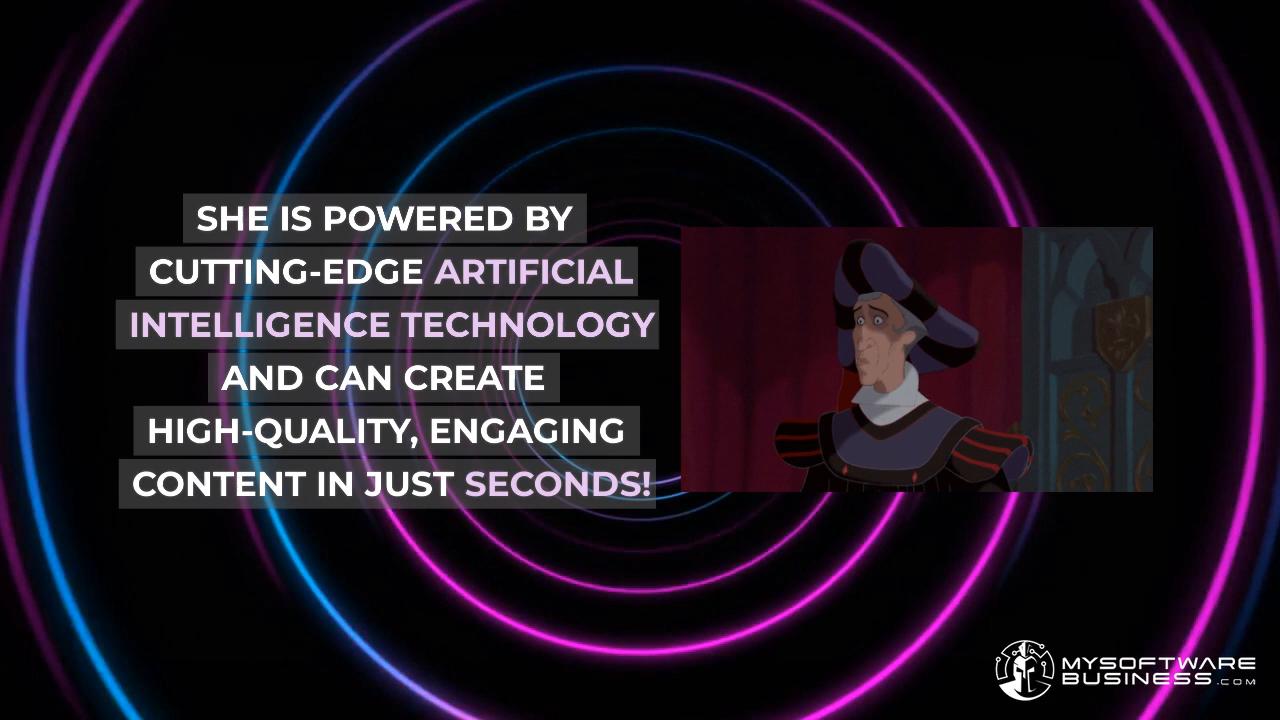 SHE IS POWERED BY
CUTTING-EDGE ARTIFICIAL
INTELLIGENCE TECHNOLOGY
AND CAN CREATE
HIGH-QUALITY, ENGAGING
CONTENT IN JUST SECONDS!
MYSOFTWARE
BUSINESS.COM